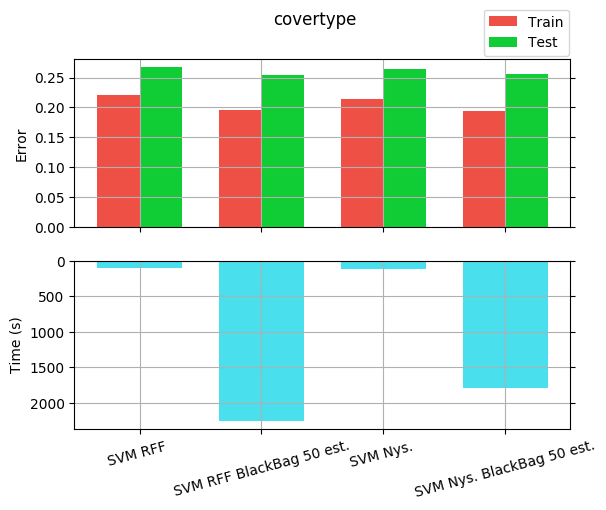 covertype
Train
Test
Error
0.25
0.20
0.15
0.10
0.05
0.00
Time (s)
0
500
1000
1500
2000
SVM RFF
SVM RFF BlackBag 50 est.
SVM Nys.
SVM Nys. BlackBag 50 est.